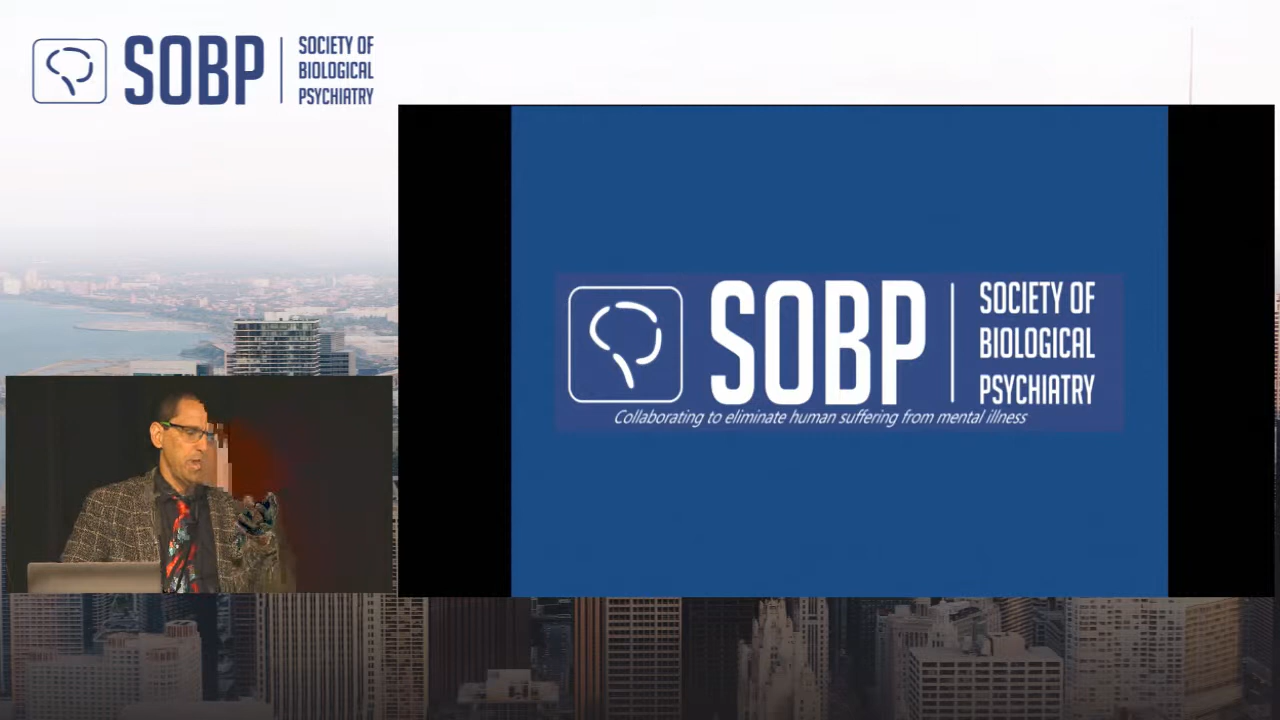 SOBP
SOCIETY OF
BIOLOGICAL
PSYCHIATRY
SOBP
SOCIETY OF
BIOLOGICAL
PSYCHIATRY
Collaborating to eliminate human suffering from mental illness